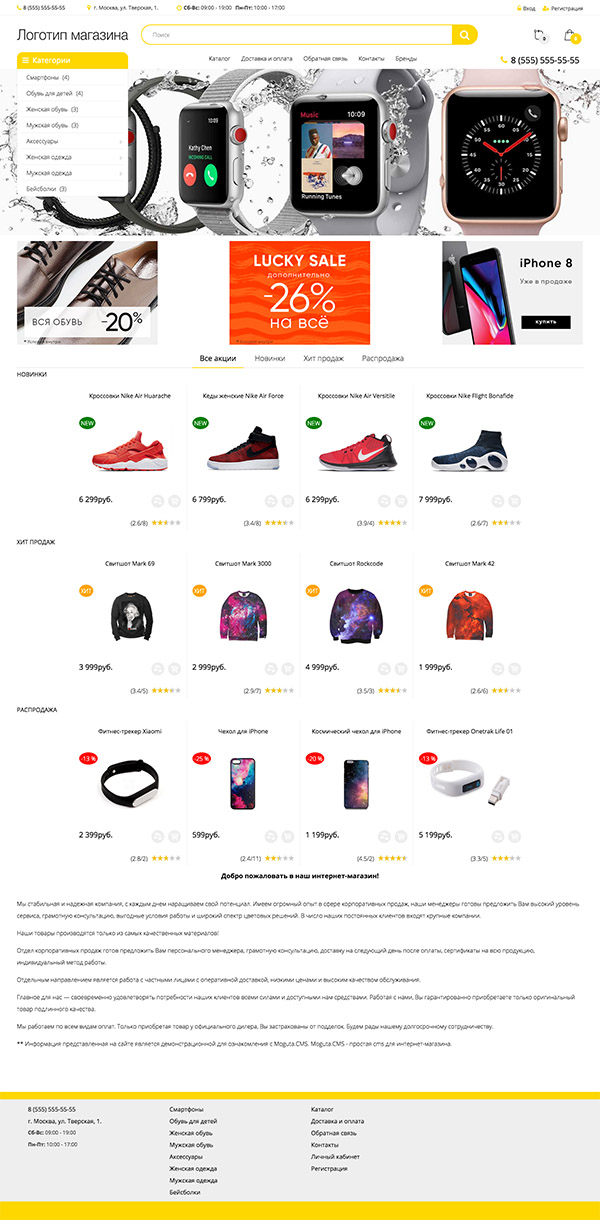 8 (555) 555-55-55
г. Москва, ул. Тверская, 1.
Сб-Вс: 09:00 - 19:00 Пн-Пт: 10:00 - 17:00
Вход
Регистрация
Логотип магазина
Поиск
0
0
Категории
Каталог
Доставка и оплата
Обратная связь
Контакты
Бренды
8 (555) 555-55-55
Смартфоны (4)
Обувь для детей (4)
Женская обувь (3)
Мужская обувь (3)
Аксессуары
Женская одежда
Мужская одежда
Бейсболки (3)
Kathy Chen
INCOMING CALL
Music 10:09
Running Tunes
ВСЯ ОБУВЬ -20%
* Условия внутри
LUCKY SALE
дополнительно
-26%
на всё
* Условия внутри
iPhone 8
Уже в продаже
купить
Все акции
Новинки
Хит продаж
Распродажа
НОВИНКИ
Кроссовки Nike Air Huarache
Кеды женские Nike Air Force
Кроссовки Nike Air Versitile
Кроссовки Nike Flight Bonafide
NEW
NEW
NEW
NEW
6 299руб.
6 799руб.
6 299руб.
7 999руб.
(2.6/8)
(3.4/8)
(3.9/4)
(2.6/7)
ХИТ ПРОДАЖ
Свитшот Mark 69
Свитшот Mark 3000
Свитшот Rockcode
Свитшот Mark 42
ХИТ
ХИТ
ХИТ
ХИТ
3 999руб.
2 999руб.
4 999руб.
1 999руб.
(3.4/5)
(2.9/7)
(3.5/3)
(2.6/6)
РАСПРОДАЖА
Фитнес-трекер Xiaomi
Чехол для iPhone
Космический чехол для iPhone
Фитнес-трекер Onetrak Life 01
-13 %
-25 %
-20 %
-13 %
2 399руб.
599руб.
1 199руб.
5 199руб.
(2.8/2)
(2.4/11)
(4.5/2)
(3.3/5)
Добро пожаловать в наш интернет-магазин!
Мы стабильная и надежная компания, с каждым днем наращиваем свой потенциал. Имеем огромный опыт в сфере корпоративных продаж, наши менеджеры готовы предложить Вам высокий уровень
сервиса, грамотную консультацию, выгодные условия работы и широкий спектр цветовых решений. В число наших постоянных клиентов входят крупные компании.
Наши товары производятся только из самых качественных материалов!
Отдел корпоративных продаж готов предложить Вам персонального менеджера, грамотную консультацию, доставку на следующий день после оплаты, сертификаты на всю продукцию,
индивидуальный метод работы.
Отдельным направлением является работа с частными лицами с оперативной доставкой, низкими ценами и высоким качеством обслуживания.
Главное для нас — своевременно удовлетворять потребности наших клиентов всеми силами и доступными нам средствами. Работая с нами, Вы гарантированно приобретаете только оригинальный
товар подлинного качества.
Мы работаем по всем видам оплат. Только приобретая товар у официального дилера, Вы застрахованы от подделок. Будем рады нашему долгосрочному сотрудничеству.
** Информация представленная на сайте является демонстрационной для ознакомления с Moguta.CMS. Moguta.CMS - простая cms для интернет-магазина.
8 (555) 555-55-55
г. Москва, ул. Тверская, 1.
Сб-Вс: 09:00 - 19:00
Пн-Пт: 10:00 - 17:00
Смартфоны
Обувь для детей
Женская обувь
Мужская обувь
Аксессуары
Женская одежда
Мужская одежда
Бейсболки
Каталог
Доставка и оплата
Обратная связь
Контакты
Личный кабинет
Регистрация